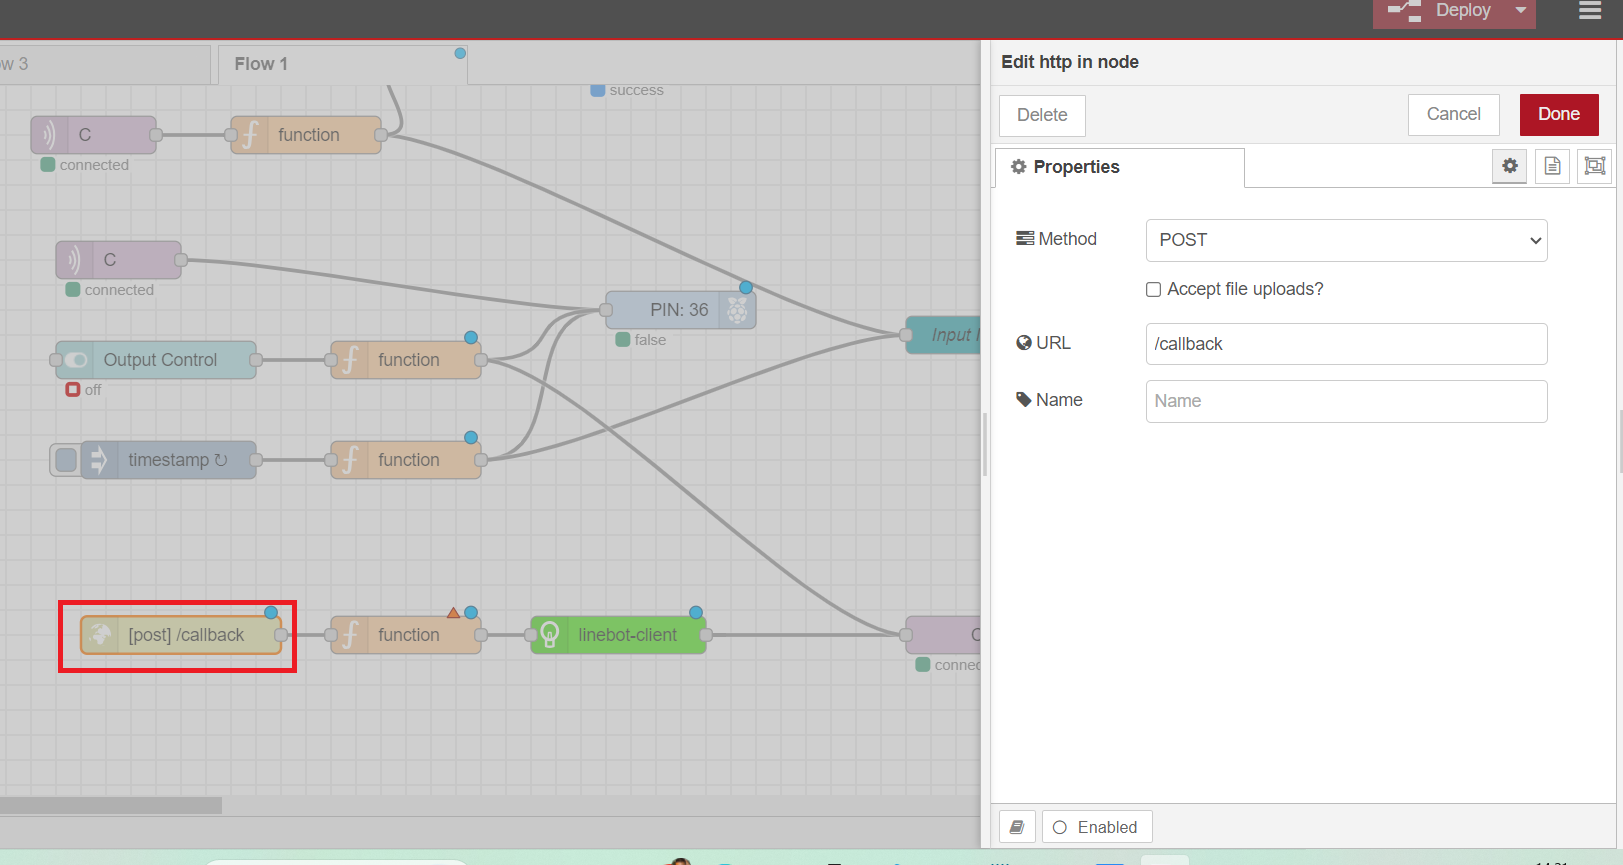 Deploy
ow 3
Flow 1
success
C
function
connected
C
connected
PIN: 36
false
Input
Output Control
function
off
timestamp ↻
function
[post] /callback
function
linebot-client
C
connec
Edit http in node
Delete
Cancel
Done
Properties
Method
POST
Accept file uploads?
URL
/callback
Name
Name
Enabled